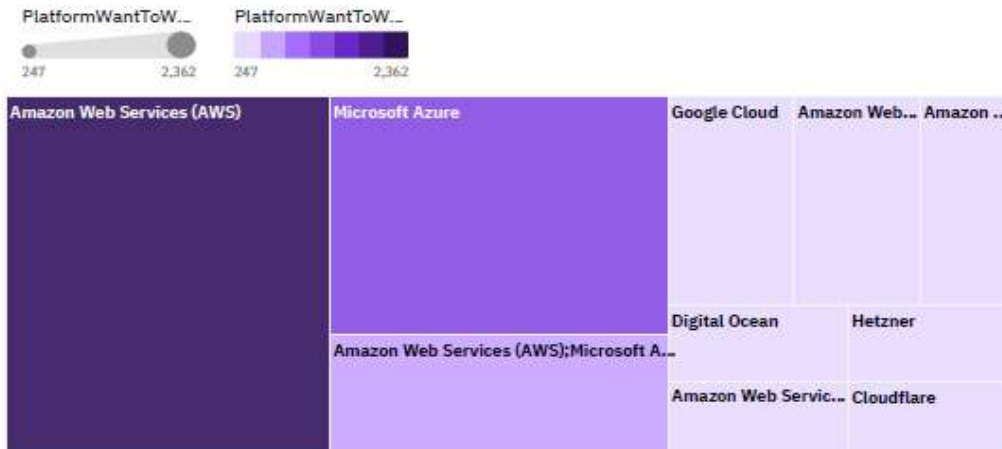 PlatformWantToW...
247
2,362
PlatformWantToW...
247
2,362
Amazon Web Services (AWS)
Microsoft Azure
Amazon Web Services (AWS);Microsoft A...
Google Cloud
Amazon Web...
Amazon ...
Digital Ocean
Hetzner
Amazon Web Servic...
Cloudflare